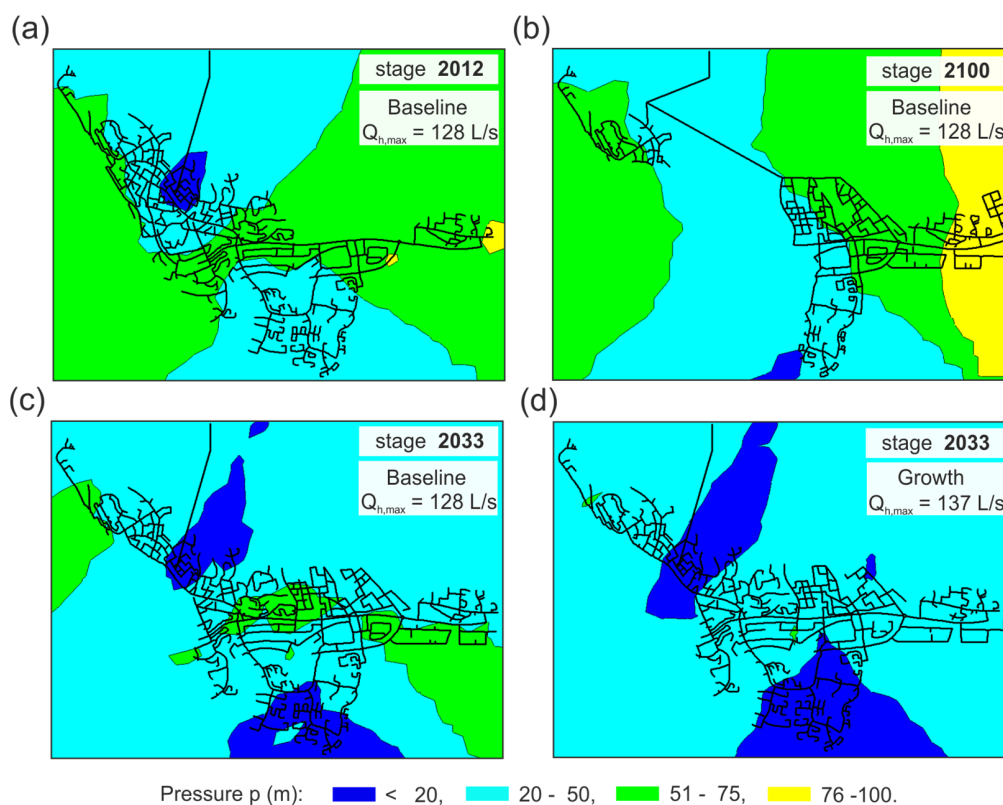 (a)
stage 2012
Baseline
Qh,max = 128 L/s
(b)
stage 2100
Baseline
Qh,max = 128 L/s
(c)
stage 2033
Baseline
Qh,max = 128 L/s
(d)
stage 2033
Growth
Qh,max = 137 L/s
Pressure p (m): < 20, 20 - 50, 51 - 75, 76 -100.